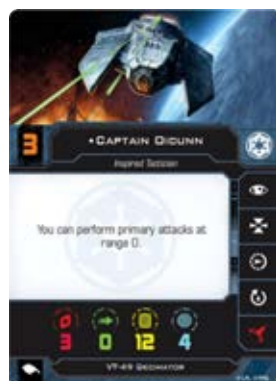 3
•Captain Oicunn
Inspired Tactician
You can perform primary attacks at
range 0.
3 0 12 4
VT-49 Decimator